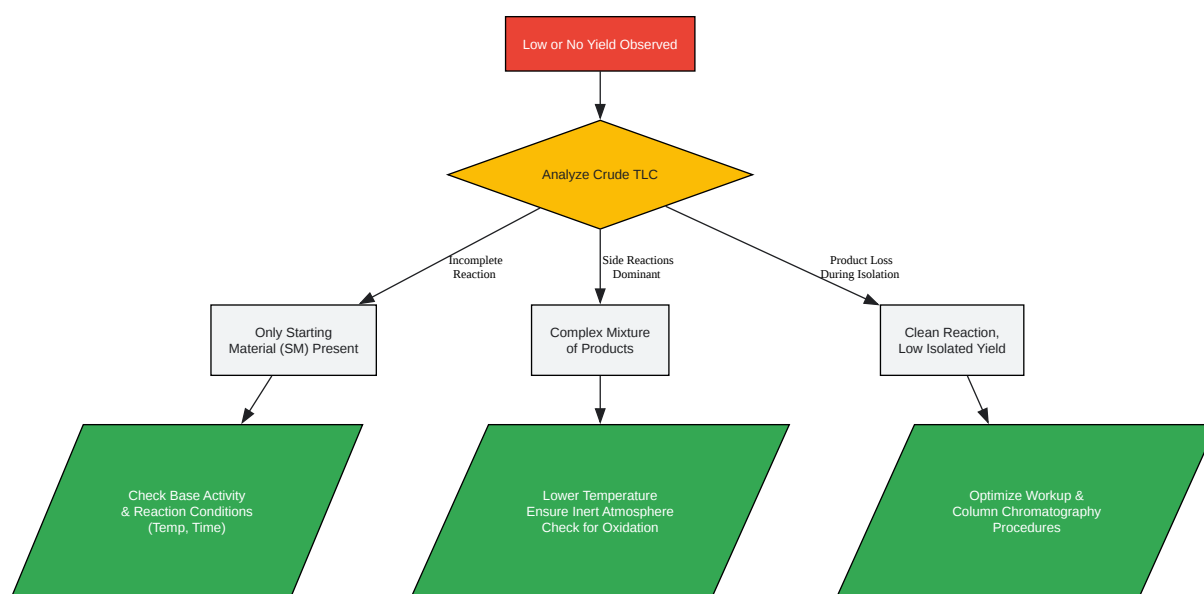 Low or No Yield Observed
Analyze Crude TLC
Incomplete
Reaction
Side Reactions
Dominant
Product Loss
During Isolation
Only Starting
Material (SM) Present
Complex Mixture
of Products
Clean Reaction,
Low Isolated Yield
Check Base Activity
& Reaction Conditions
(Temp, Time)
Lower Temperature
Ensure Inert Atmosphere
Check for Oxidation
Optimize Workup &
Column Chromatography
Procedures